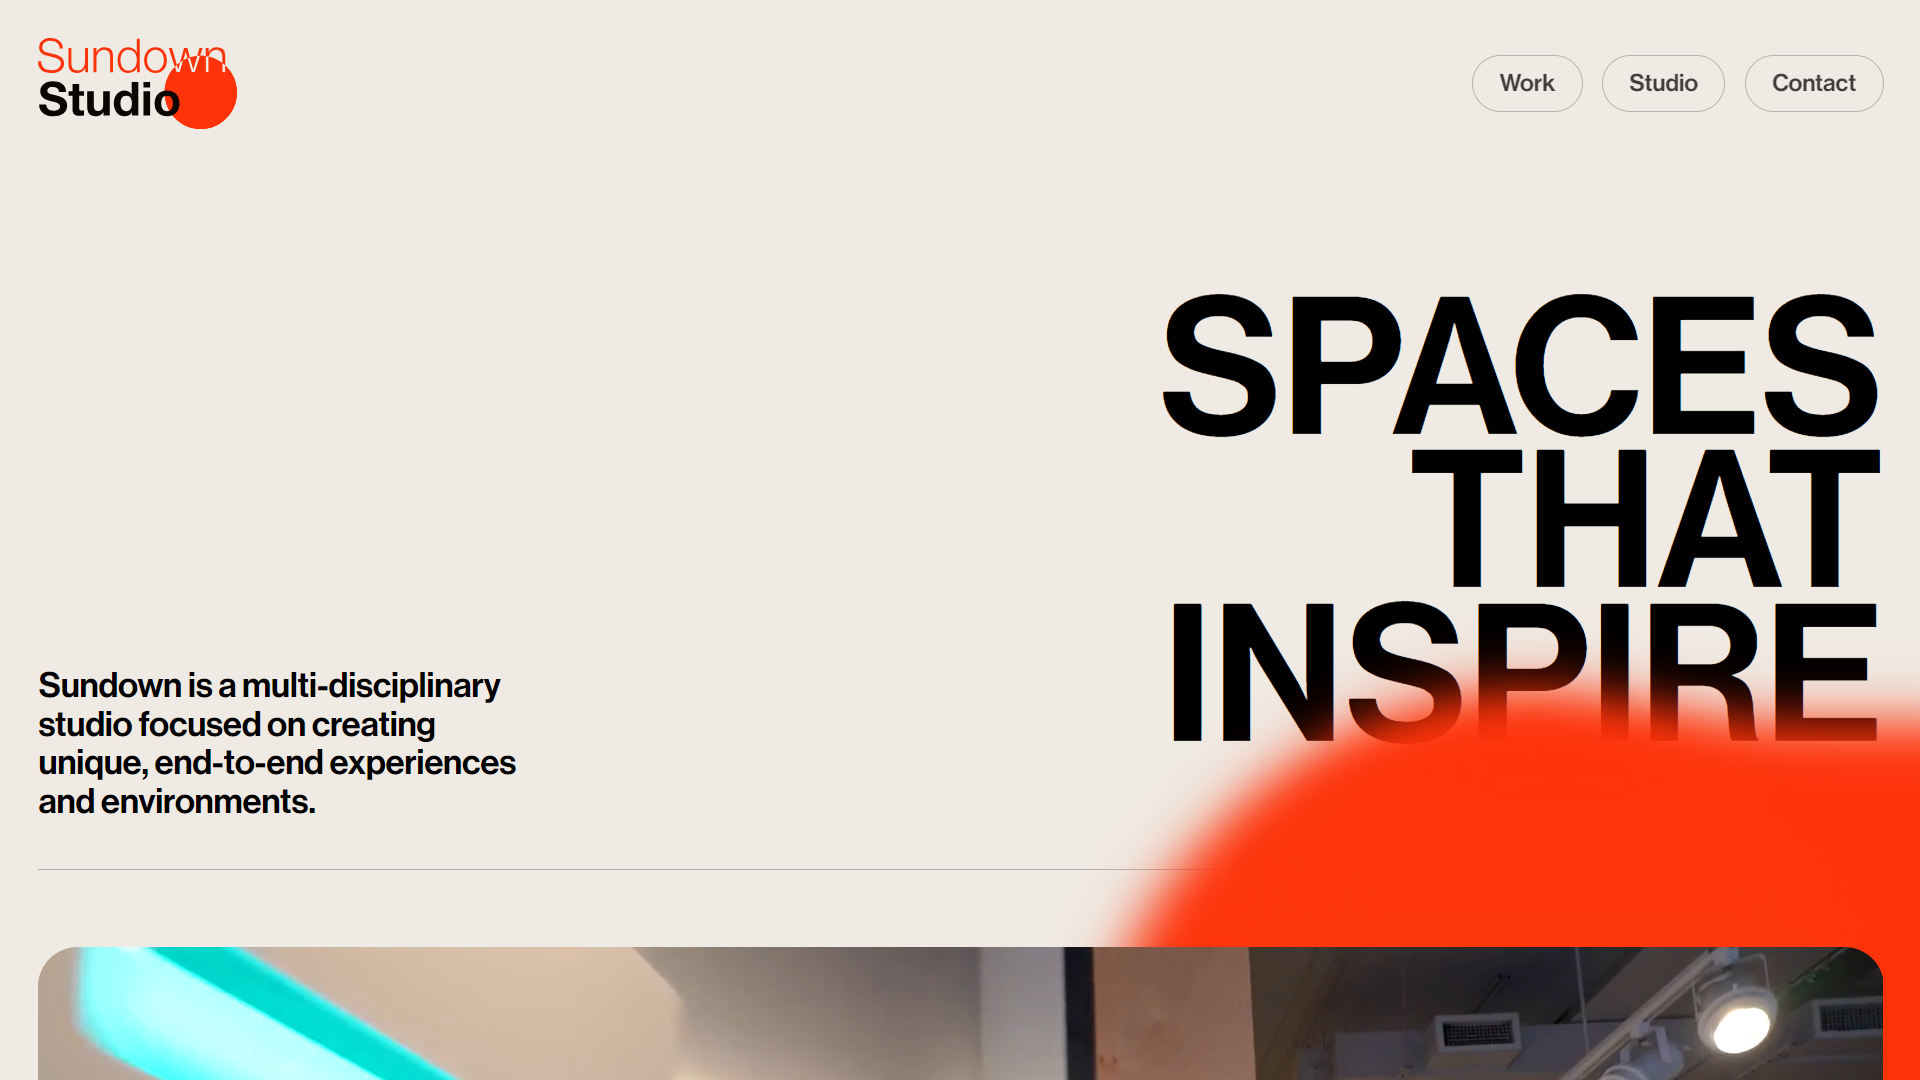 Sundown
Studio
Work
Studio
Contact
SPACES
THAT
INSPIRE
Sundown is a multi-disciplinary
studio focused on creating
unique, end-to-end experiences
and environments.